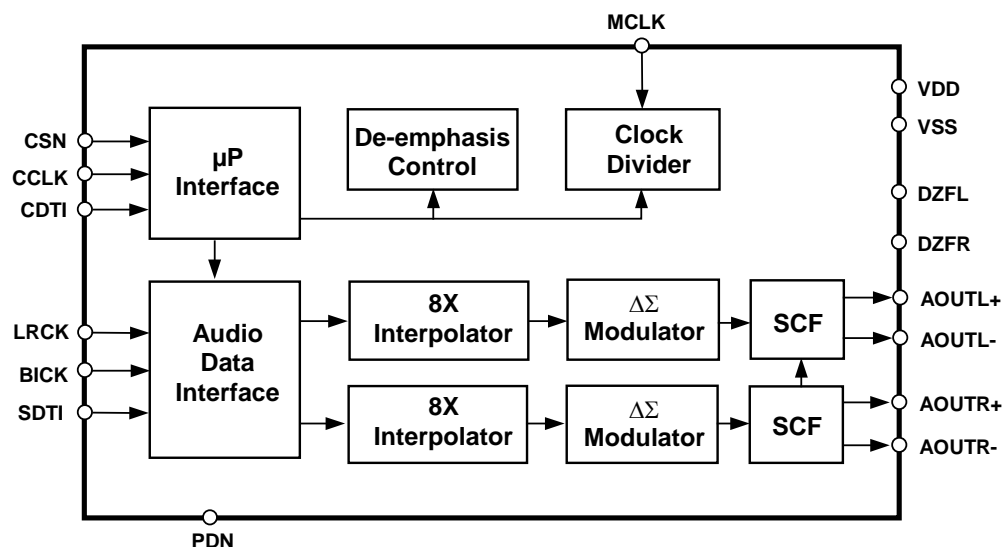 MCLK
VDD
VSS
DZFL
DZFR
CSN
CCLK
CDTI
µP
Interface
De-emphasis
Control
Clock
Divider
LRCK
BICK
SDTI
Audio
Data
Interface
8X
Interpolator
ΔΣ
Modulator
SCF
AOUTL+
AOUTL-
8X
Interpolator
ΔΣ
Modulator
SCF
AOUTR+
AOUTR-
PDN